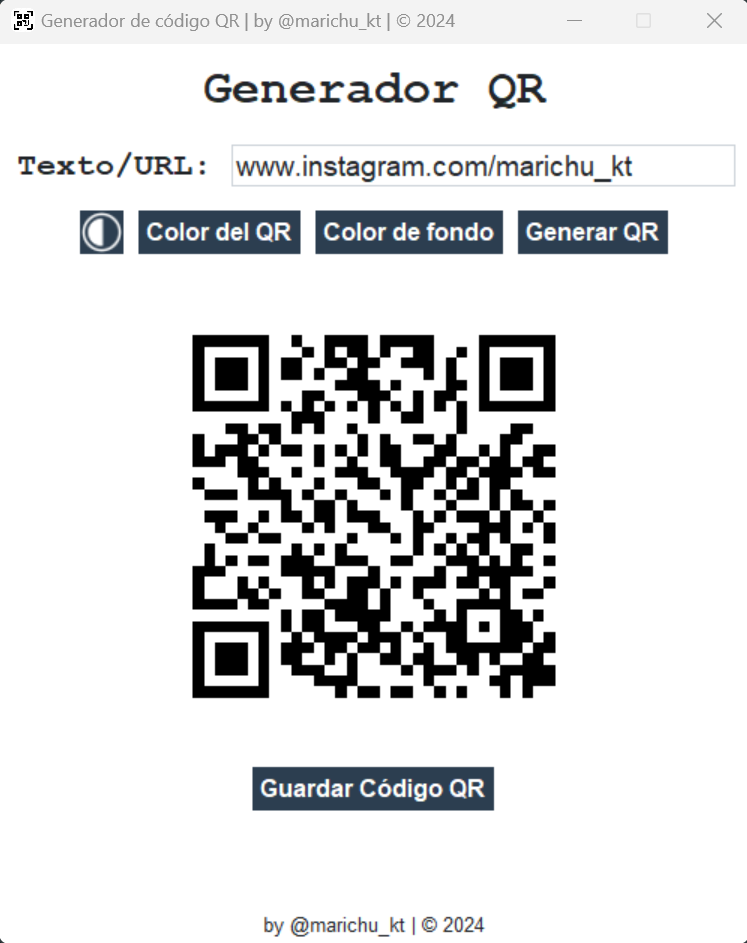 Generador de código QR | by @marichu_kt | © 2024
Generador QR
Texto/URL: www.instagram.com/marichu_kt
Color del QR Color de fondo Generar QR
Guardar Código QR
by @marichu_kt | © 2024